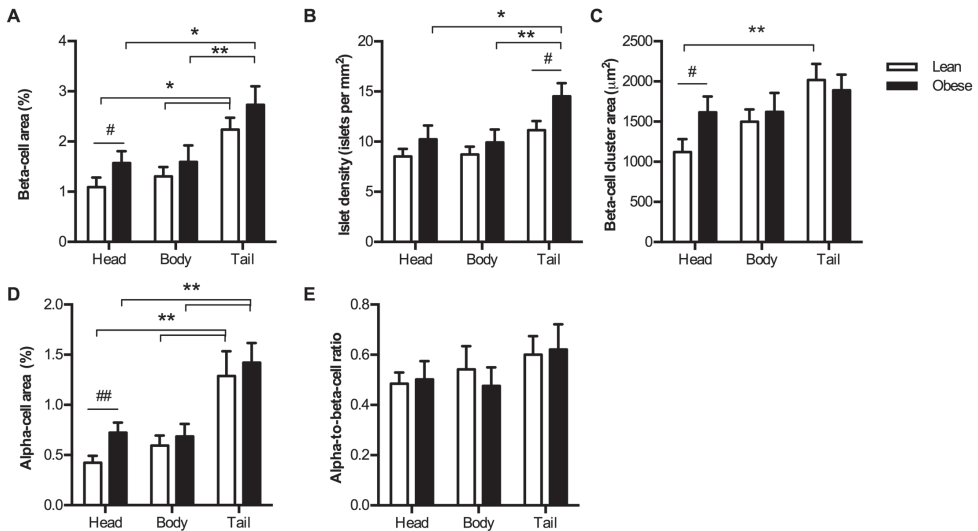 A
Beta-cell area (%)
4
3
2
1
0
*
**
*
#
Head Body Tail
B
Islet density (islets per mm²)
20
15
10
5
0
*
**
#
Head Body Tail
C
Beta-cell cluster area (µm²)
2500
2000
1500
1000
500
0
**
#
Head Body Tail
Lean
Obese
D
Alpha-cell area (%)
2.0
1.5
1.0
0.5
0.0
**
**
##
Head Body Tail
E
Alpha-to-beta-cell ratio
0.8
0.6
0.4
0.2
0.0
Head Body Tail